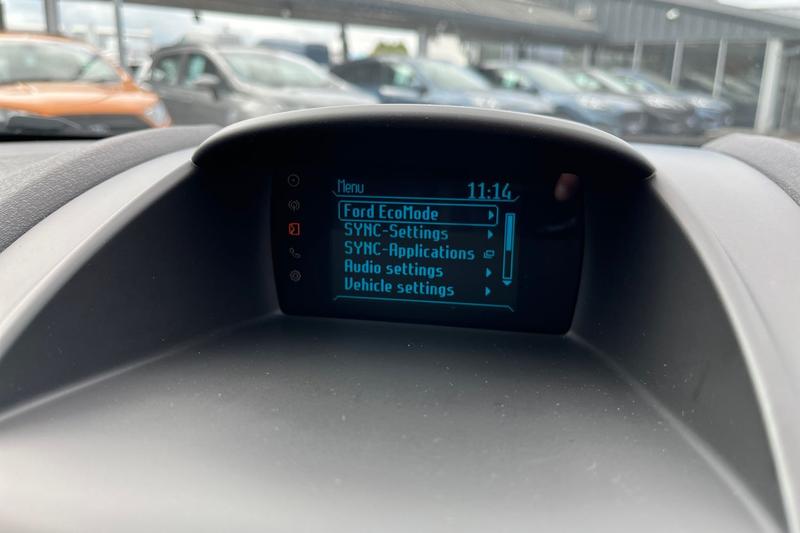 Menu 11:14
Ford EcoMode
SYNC-Settings
SYNC-Applications
Audio settings
Vehicle settings